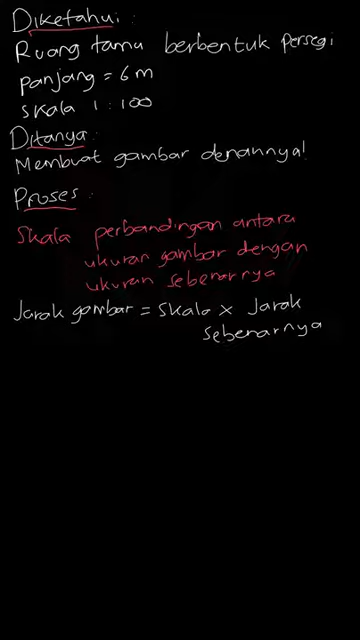 Diketahui :
Ruang tamu berbentuk persegi
panjang = 6 m
skala 1 : 100
Ditanya :
Membuat gambar denannya!
Proses :
Skala perbandingan antara
ukuran gambar dengan
ukuran sebenarnya
Jarak gambar = Skala x Jarak
sebenarnya